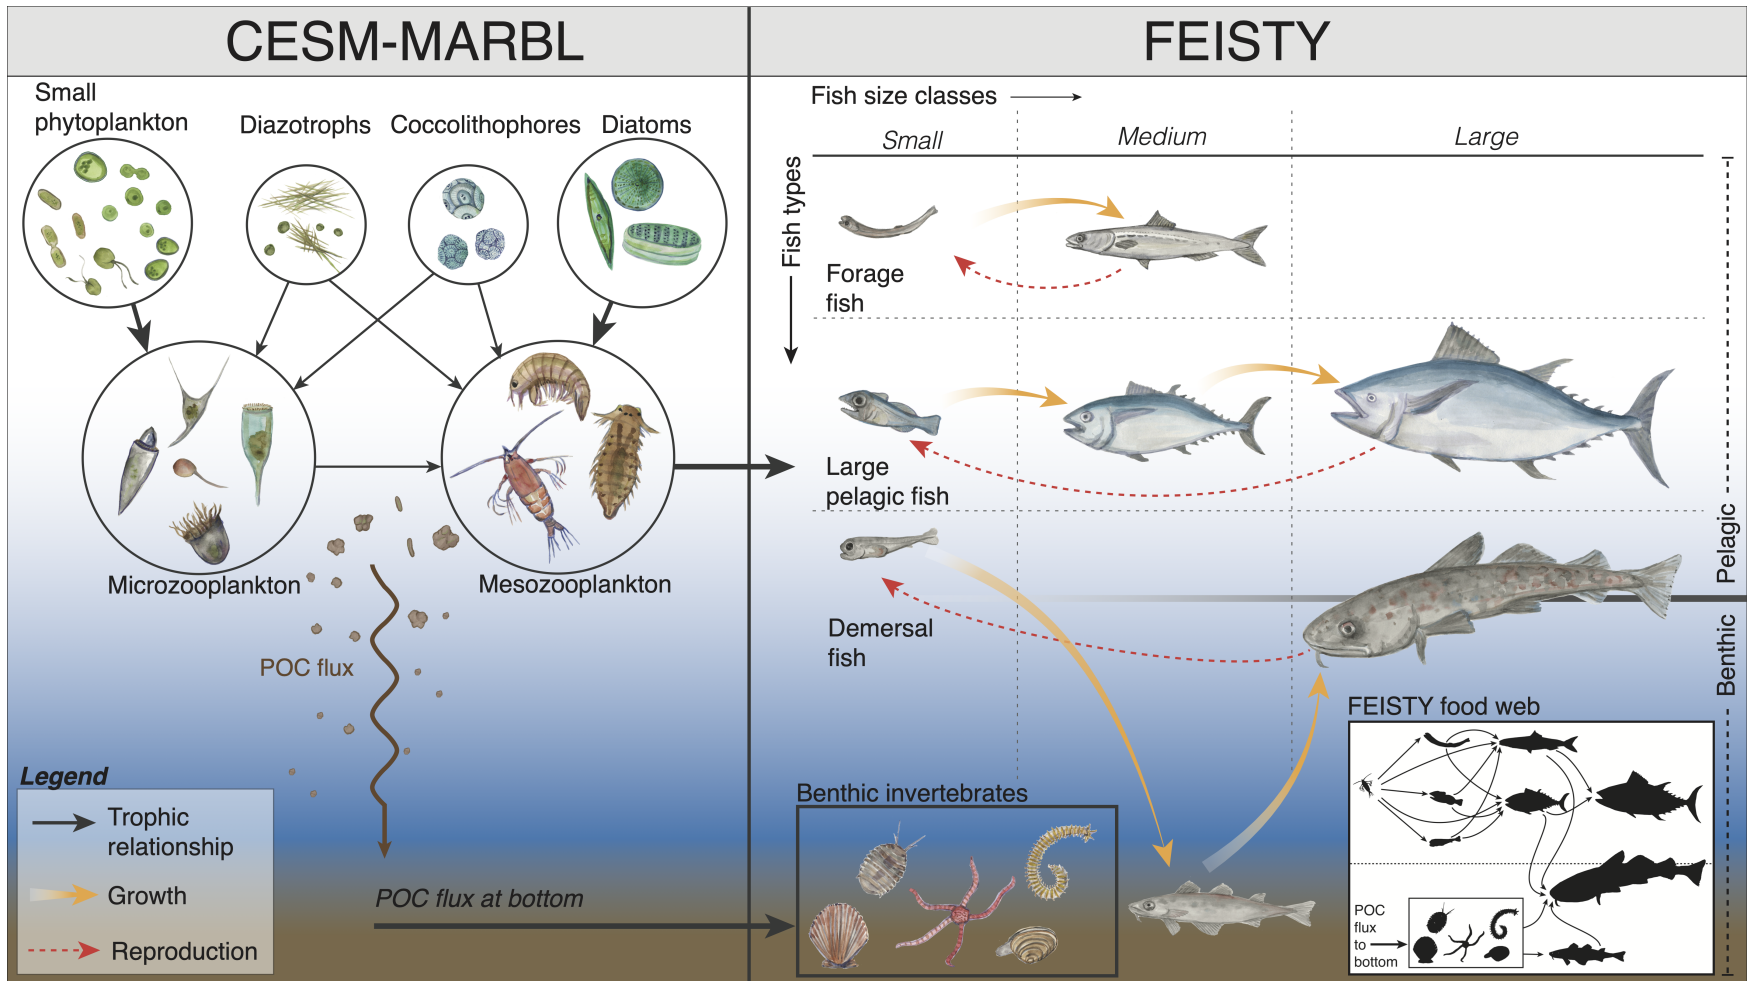 CESM-MARBL
FEISTY
Small
phytoplankton
Diazotrophs
Coccolithophores
Diatoms
Microzooplankton
Mesozooplankton
POC flux
Legend
Trophic
relationship
Growth
Reproduction
POC flux at bottom
Fish size classes
Small
Medium
Large
Fish types
Forage
fish
Large
pelagic fish
Demersal
fish
Pelagic
Benthic
Benthic invertebrates
FEISTY food web
POC
flux
to
bottom